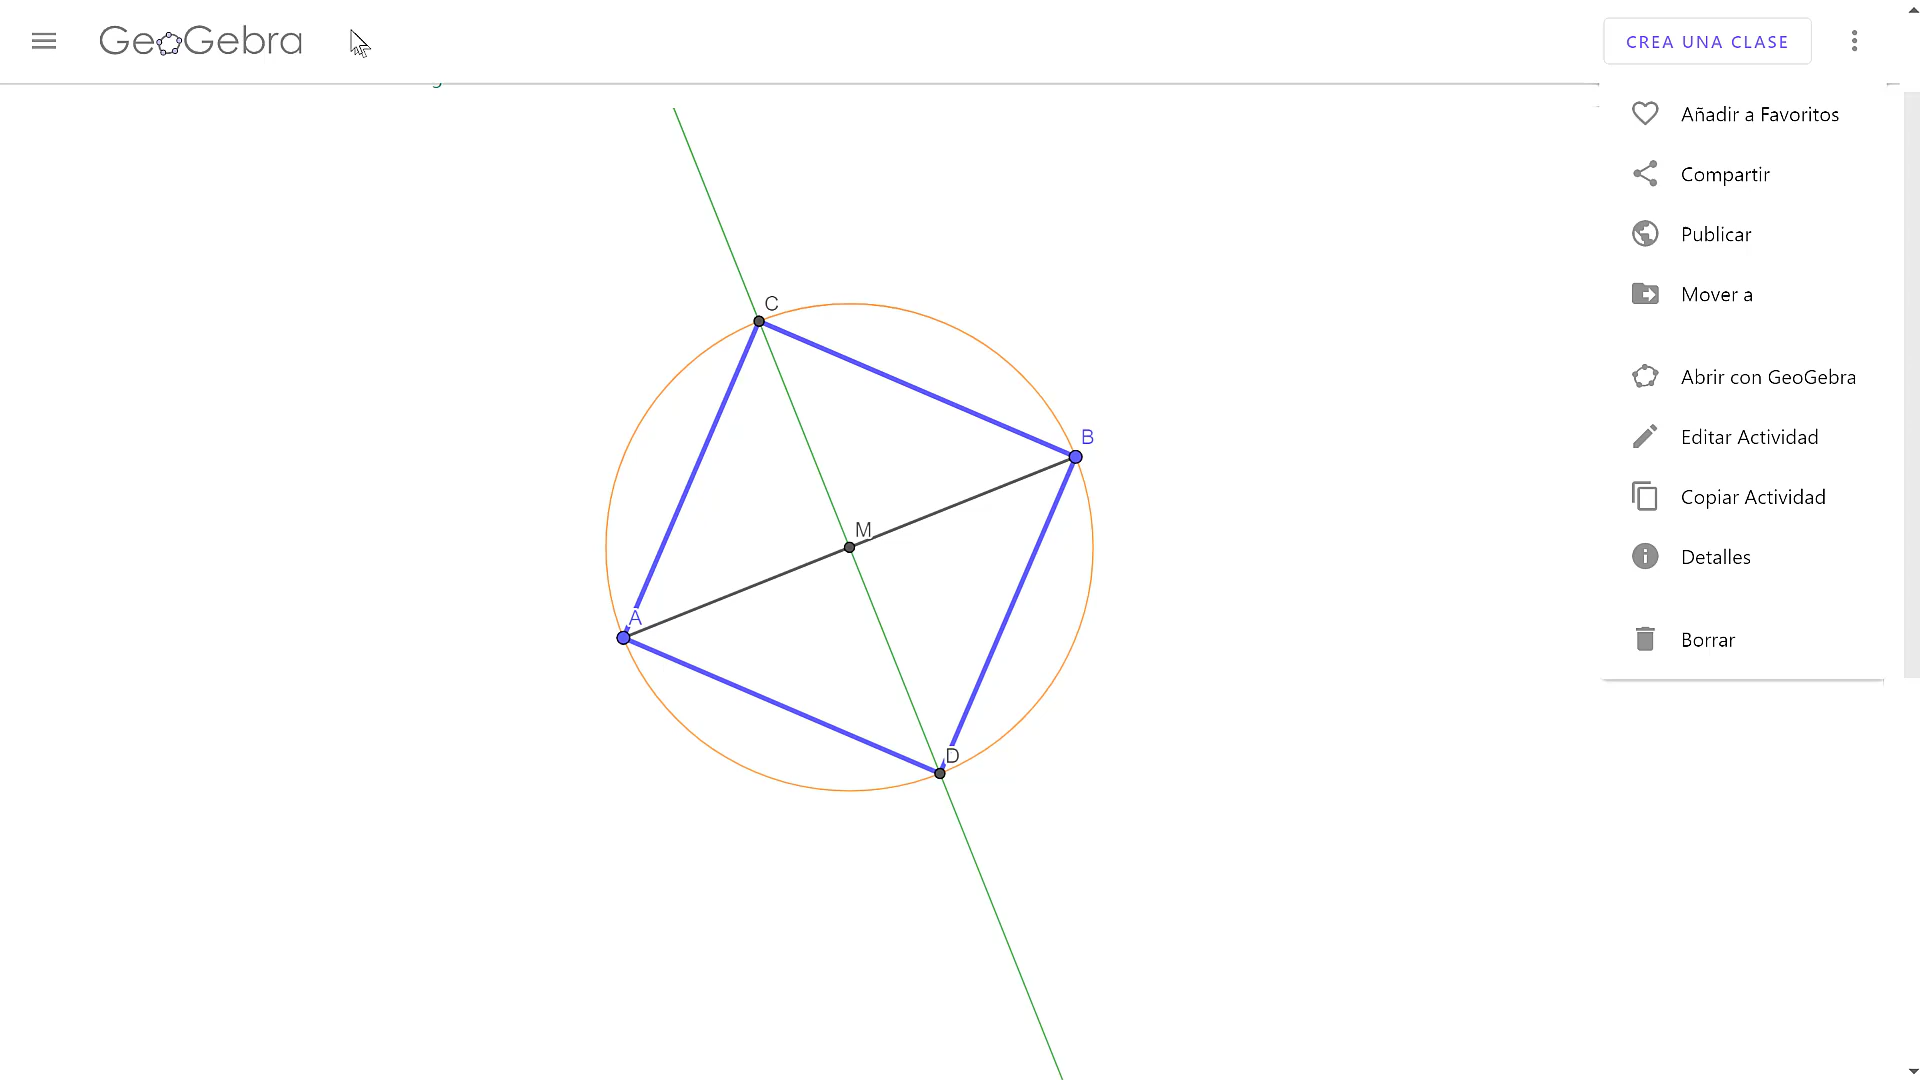 GeoGebra
CREA UNA CLASE
Añadir a Favoritos
Compartir
Publicar
Mover a
Abrir con GeoGebra
Editar Actividad
Copiar Actividad
Detalles
Borrar
C
B
M
A
D